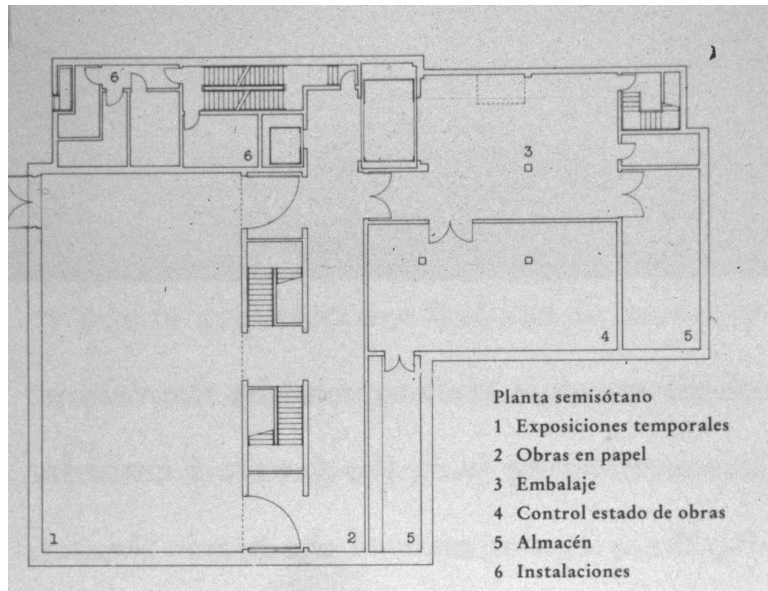 6
6
3
4
5
1
2
5
Planta semisótano
1 Exposiciones temporales
2 Obras en papel
3 Embalaje
4 Control estado de obras
5 Almacén
6 Instalaciones